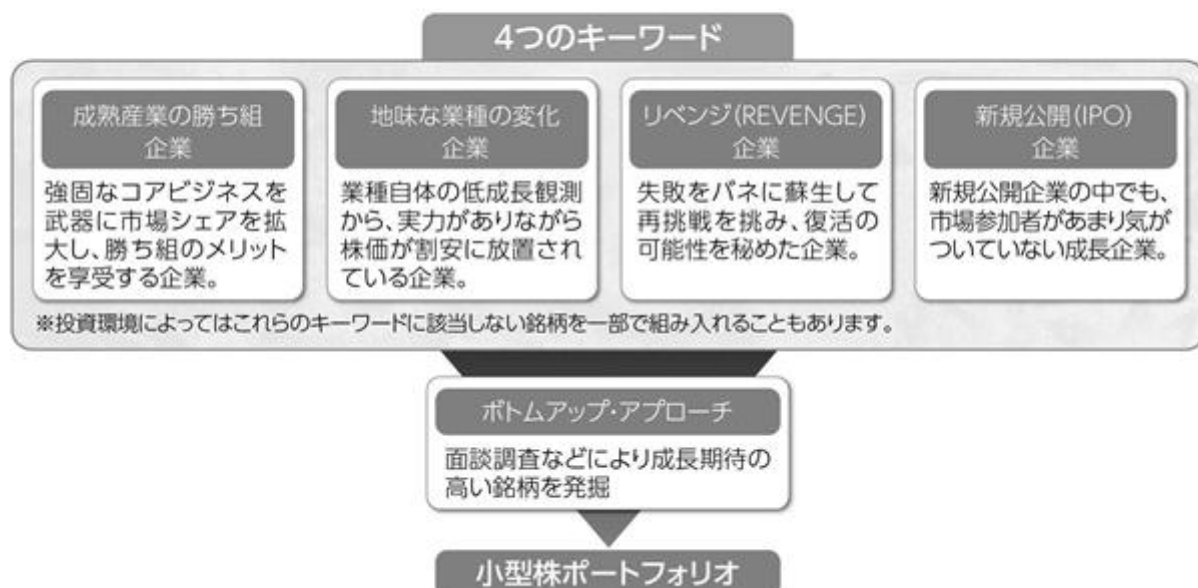 4つのキーワード
成熟産業の勝ち組
企業
強固なコアビジネスを
武器に市場シェアを拡
大し、勝ち組のメリット
を享受する企業。
地味な業種の変化
企業
業種自体の低成長観測
から、実力がありながら
株価が割安に放置され
ている企業。
リベンジ(REVENGE)
企業
失敗をバネに蘇生して
再挑戦を挑み、復活の
可能性を秘めた企業。
新規公開(IPO)
企業
新規公開企業の中でも、
市場参加者があまり気が
ついていない成長企業。
※投資環境によってはこれらのキーワードに該当しない銘柄を一部で組み入れることもあります。
ボトムアップ・アプローチ
面談調査などにより成長期待の
高い銘柄を発掘
小型株ポートフォリオ